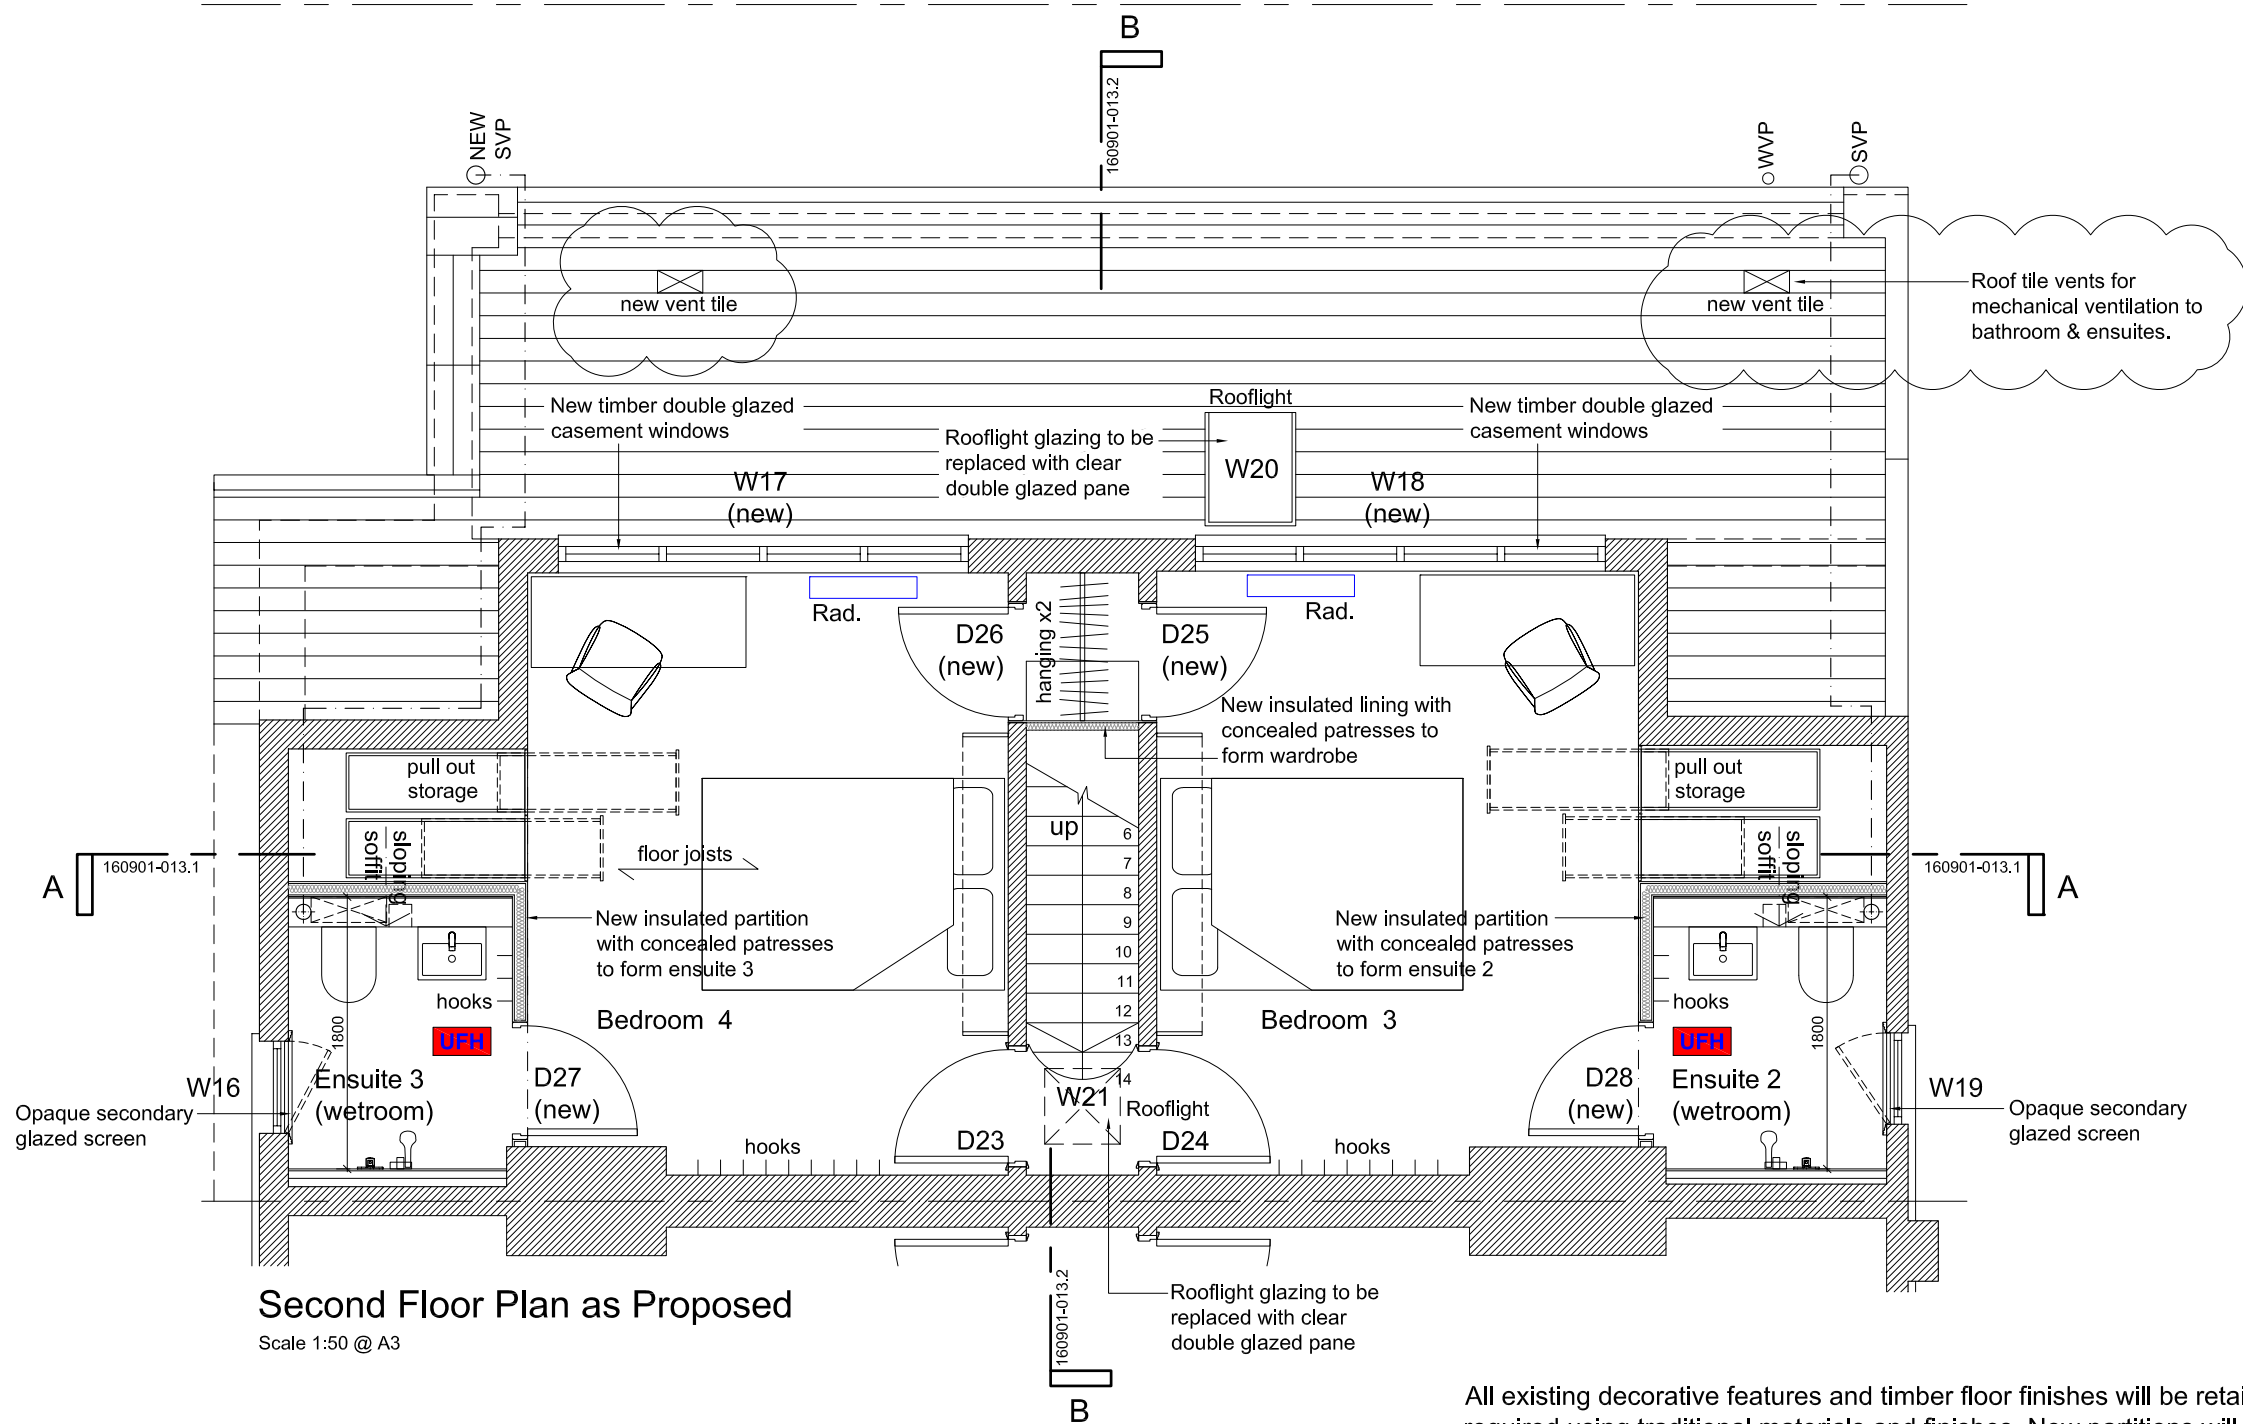 B
160901-013.2
NEW
SVP
WVP
SVP
new vent tile
new vent tile
Roof tile vents for
mechanical ventilation to
bathroom & ensuites.
New timber double glazed
casement windows
Rooflight glazing to be
replaced with clear
double glazed pane
Rooflight
W20
New timber double glazed
casement windows
W17
(new)
W18
(new)
Rad.
D26
(new)
hanging x2
D25
(new)
Rad.
New insulated lining with
concealed patresses to
form wardrobe
pull out
storage
pull out
storage
sloping
soffit
sloping
soffit
floor joists
up
6
7
8
9
10
11
12
13
14
A
160901-013.1
160901-013.1
A
New insulated partition
with concealed patresses
to form ensuite 3
New insulated partition
with concealed patresses
to form ensuite 2
hooks
hooks
Bedroom 4
Bedroom 3
UFH
UFH
1800
1800
W16
Opaque secondary
glazed screen
Ensuite 3
(wetroom)
D27
(new)
W21
Rooflight
D28
(new)
Ensuite 2
(wetroom)
W19
Opaque secondary
glazed screen
hooks
D23
D24
hooks
Second Floor Plan as Proposed
Scale 1:50 @ A3
160901-013.2
B
Rooflight glazing to be
replaced with clear
double glazed pane
All existing decorative features and timber floor finishes will be retai
required using traditional materials and finishes. New partitions will